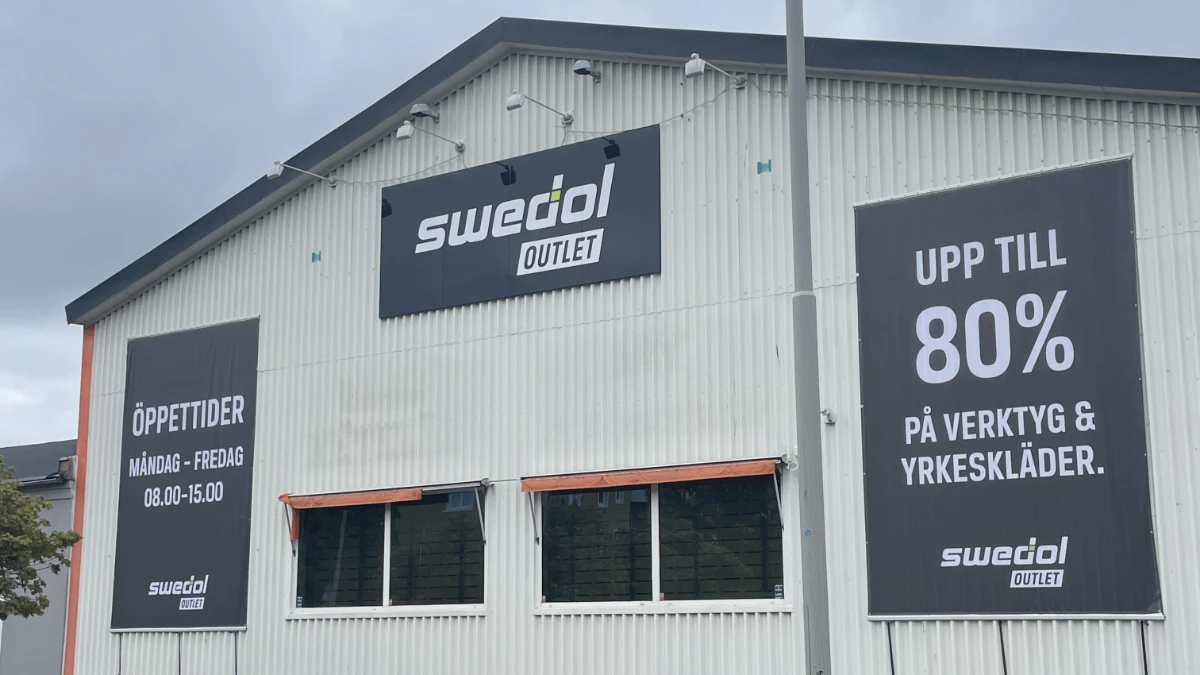 swedol
OUTLET
ÖPPETTIDER
MÅNDAG – FREDAG
08.00-15.00
swedol
OUTLET
UPP TILL
80%
PÅ VERKTYG &
YRKESKLÄDER.
swedol
OUTLET